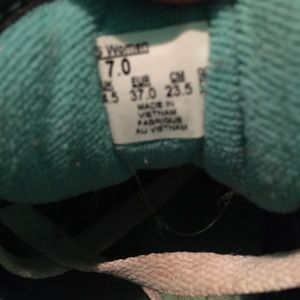 Women
7.0
EUR CM
4.5 37.0 23.5
MADE IN
VIETNAM
FABRIQUE
AU VIETNAM